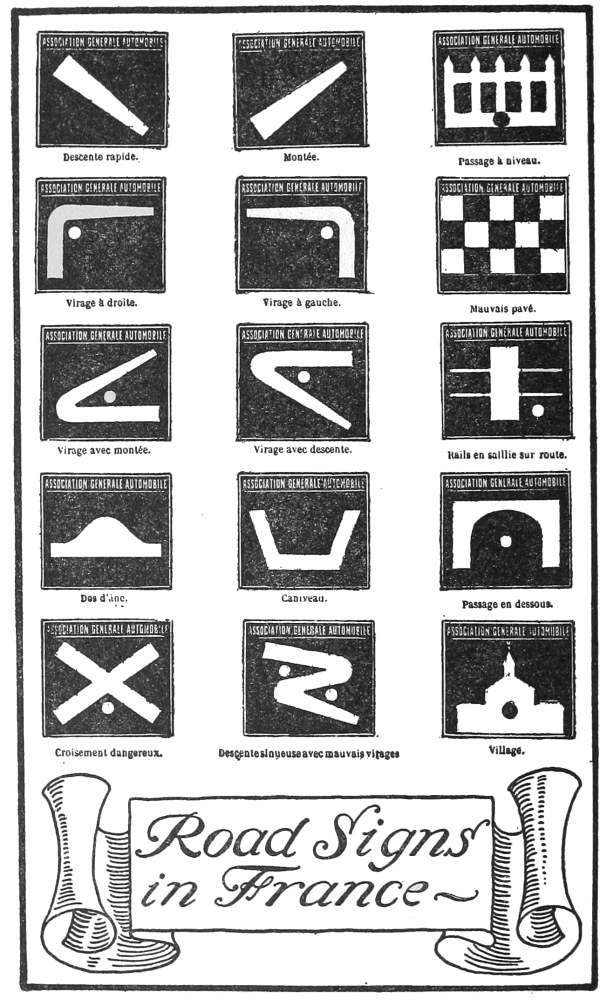 ASSOCIATION GENERALE AUTOMOBILE
Descente rapide.
ASSOCIATION GENERALE AUTOMOBILE
Montée.
ASSOCIATION GENERALE AUTOMOBILE
Passage à niveau.
ASSOCIATION GENERALE AUTOMOBILE
Virage à droite.
ASSOCIATION GENERALE AUTOMOBILE
Virage à gauche.
ASSOCIATION GENERALE AUTOMOBILE
Mauvais pavé.
ASSOCIATION GENERALE AUTOMOBILE
Virage avec montée.
ASSOCIATION GENERALE AUTOMOBILE
Virage avec descente.
ASSOCIATION GENERALE AUTOMOBILE
Rails en saillie sur route.
ASSOCIATION GENERALE AUTOMOBILE
Dos d'âne.
ASSOCIATION GENERALE AUTOMOBILE
Caniveau.
ASSOCIATION GENERALE AUTOMOBILE
Passage en dessous.
ASSOCIATION GENERALE AUTOMOBILE
Croisement dangereux.
ASSOCIATION GENERALE AUTOMOBILE
Descente sinueuse avec mauvais virages
ASSOCIATION GENERALE AUTOMOBILE
Village.
Road Signs
in France